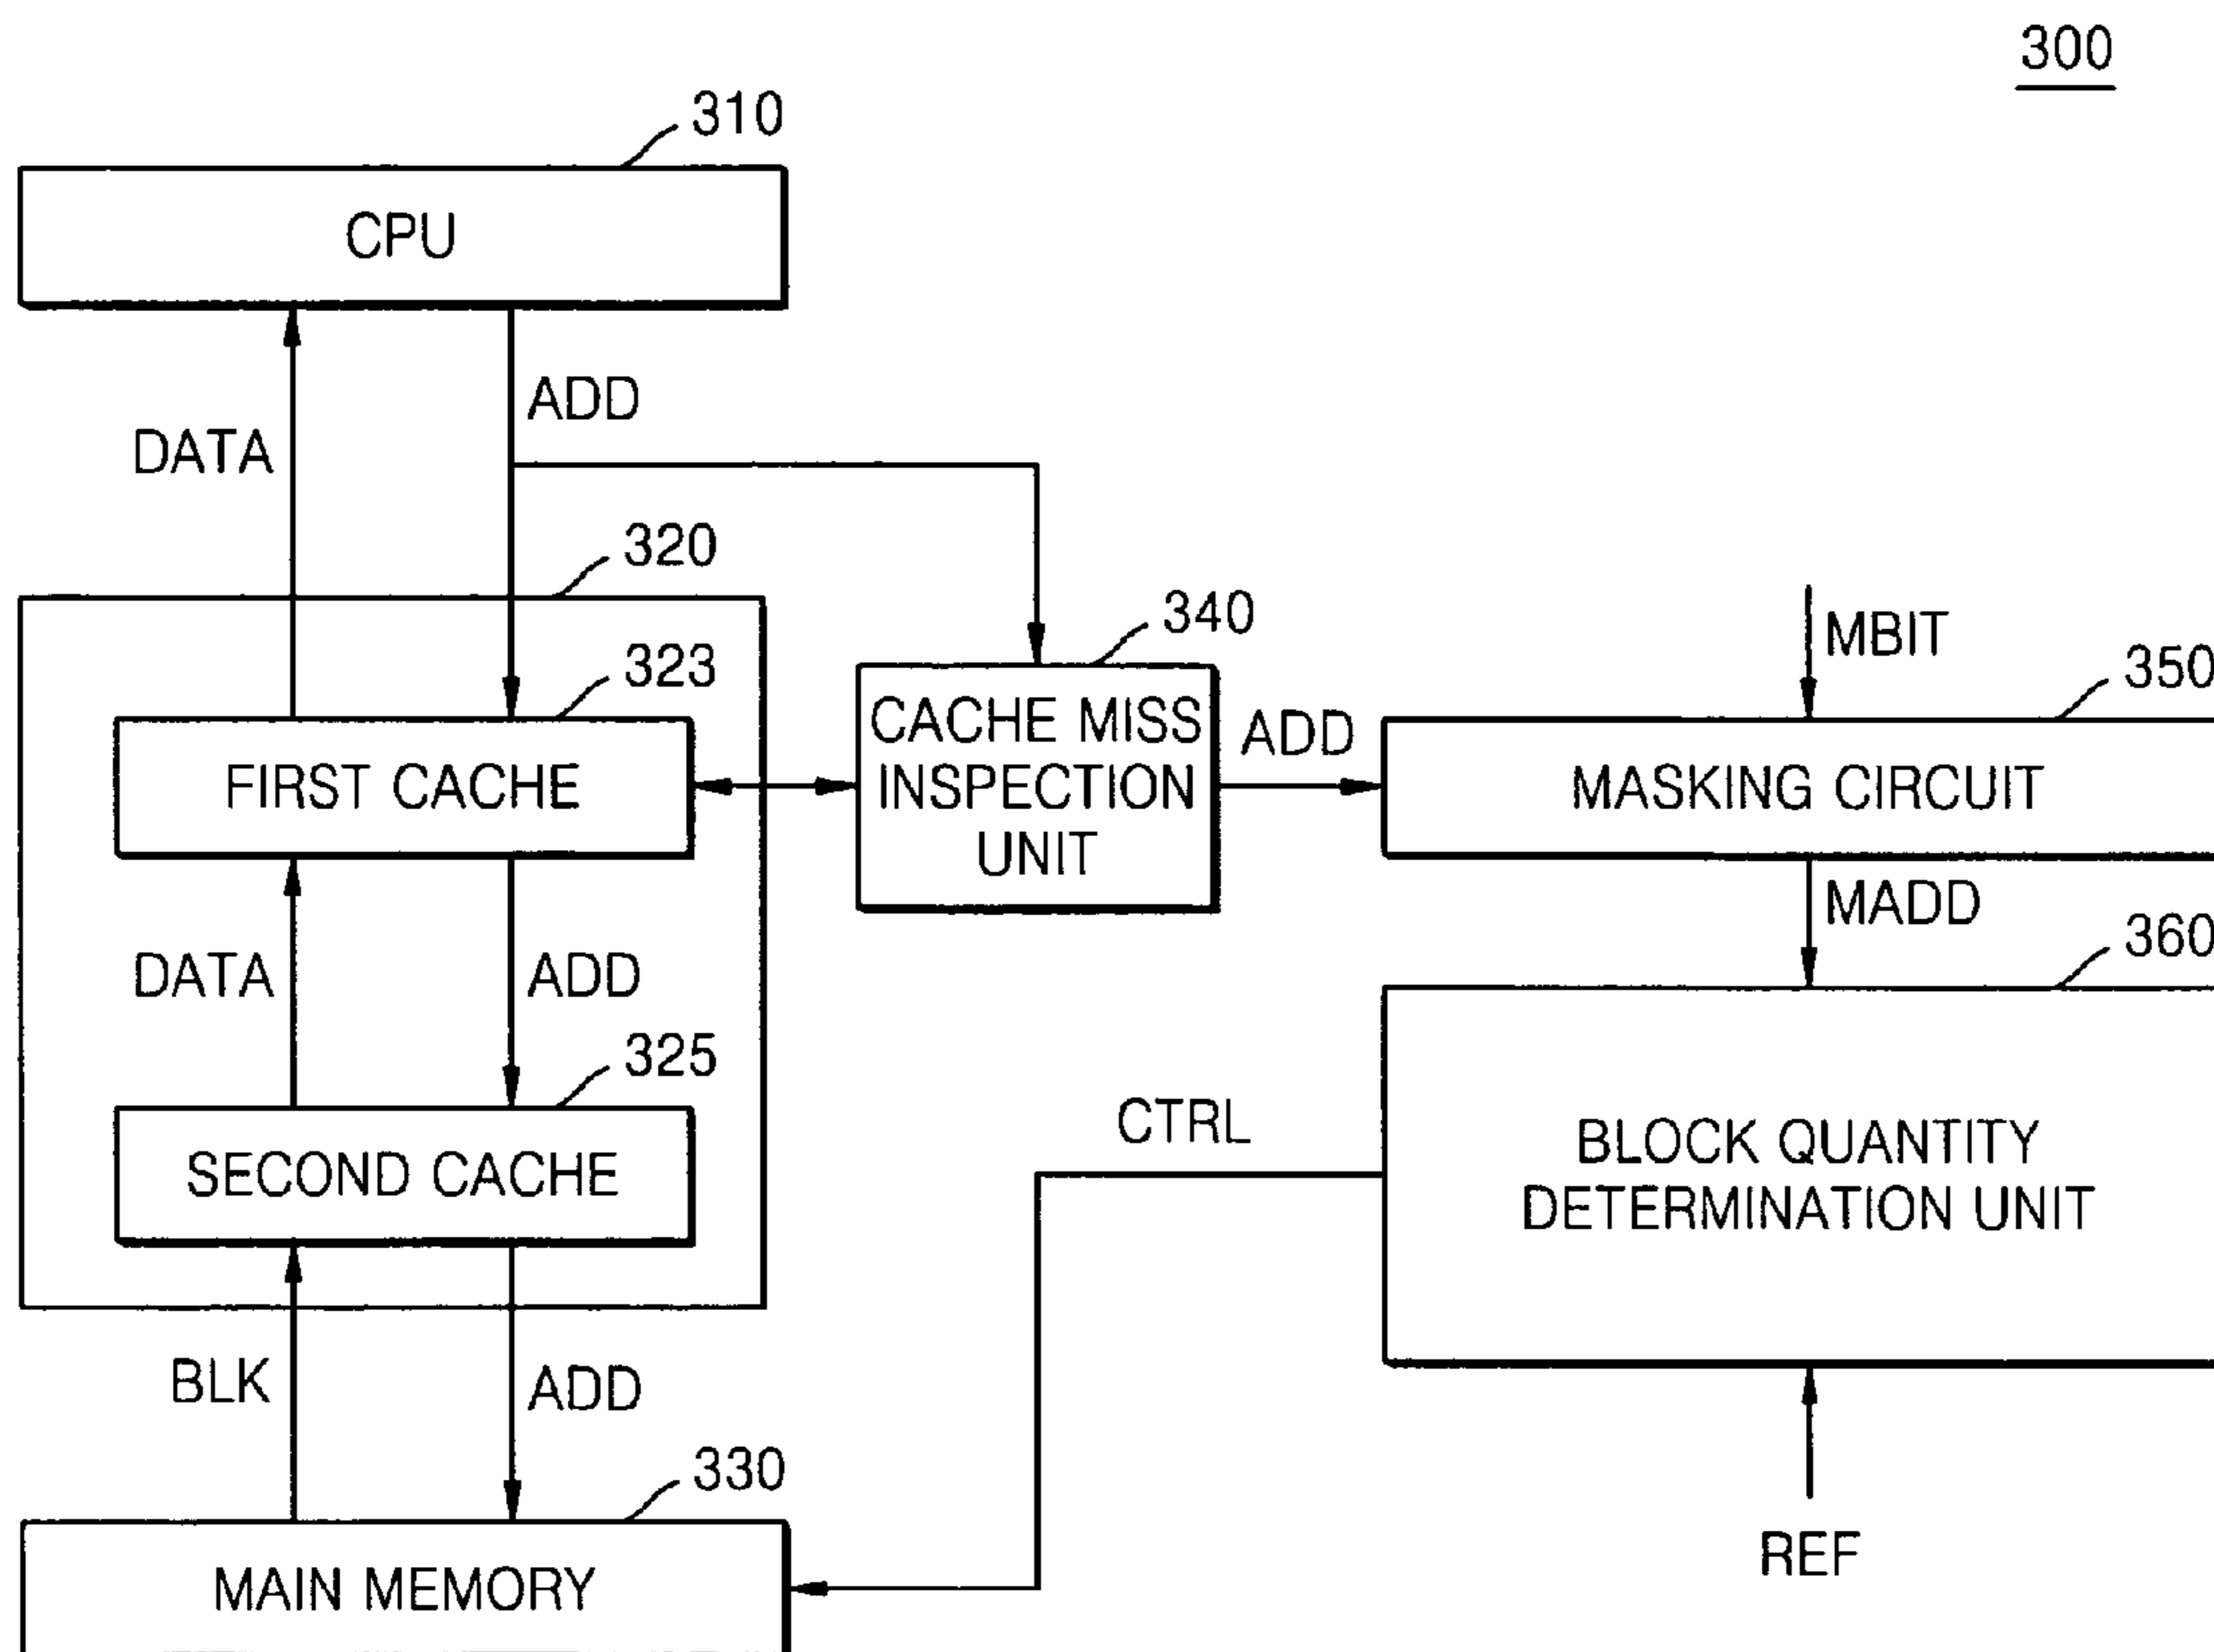 300
310
CPU
ADD
DATA
320
340
MBIT
323
350
CACHE MISS
INSPECTION
UNIT
ADD
FIRST CACHE
MASKING CIRCUIT
MADD
360
DATA
ADD
325
CTRL
BLOCK QUANTITY
DETERMINATION UNIT
SECOND CACHE
BLK
ADD
330
REF
MAIN MEMORY